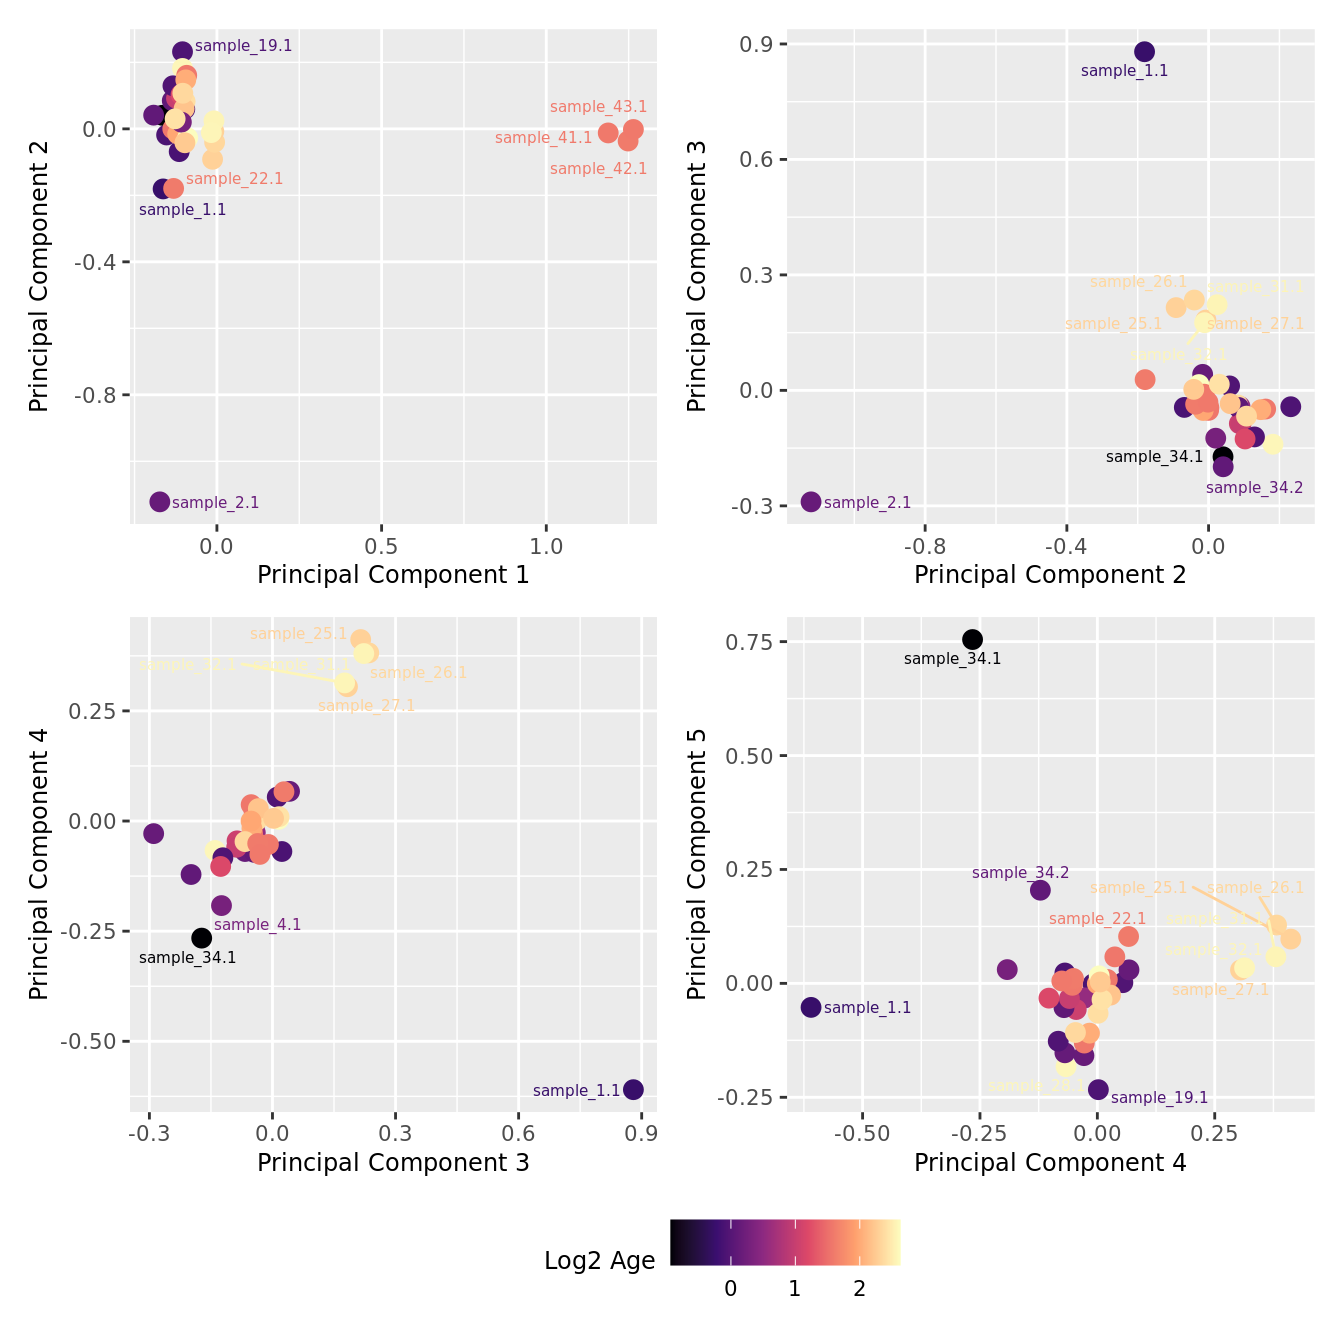 sample_19.1
sample_43.1
sample_41.1
sample_42.1
sample_22.1
sample_1.1
sample_2.1
0.0
-0.4
-0.8
0.0
0.5
1.0
Principal Component 1
Principal Component 2
sample_1.1
sample_26.1
sample_25.1
sample_27.1
sample_34.1
sample_34.2
sample_2.1
0.9
0.6
0.3
0.0
-0.3
-0.8
-0.4
0.0
Principal Component 2
Principal Component 3
sample_25.1
sample_32.1
sample_26.1
sample_27.1
sample_4.1
sample_34.1
sample_1.1
0.25
0.00
-0.25
-0.50
-0.3
0.0
0.3
0.6
0.9
Principal Component 3
Principal Component 4
sample_34.1
sample_34.2
sample_25.1
sample_26.1
sample_22.1
sample_32.1
sample_27.1
sample_1.1
sample_19.1
0.75
0.50
0.25
0.00
-0.25
-0.50
-0.25
0.00
0.25
Principal Component 4
Principal Component 5
Log2 Age
0
1
2